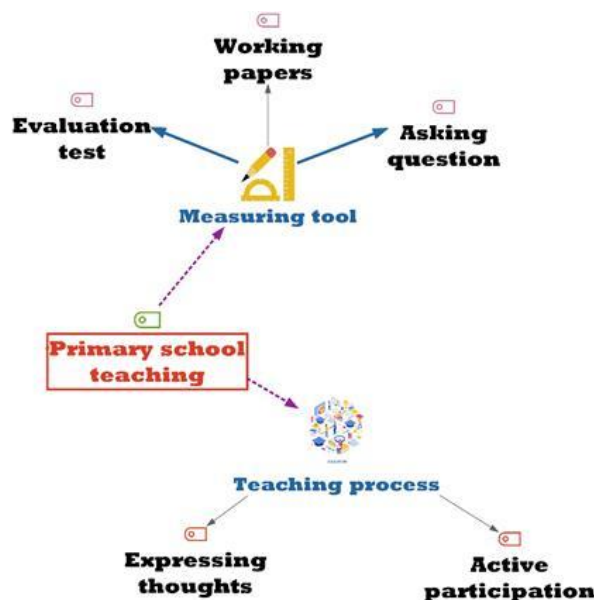 Working
papers
Evaluation
test
Asking
question
Measuring tool
Primary school
teaching
Teaching process
Expressing
thoughts
Active
participation